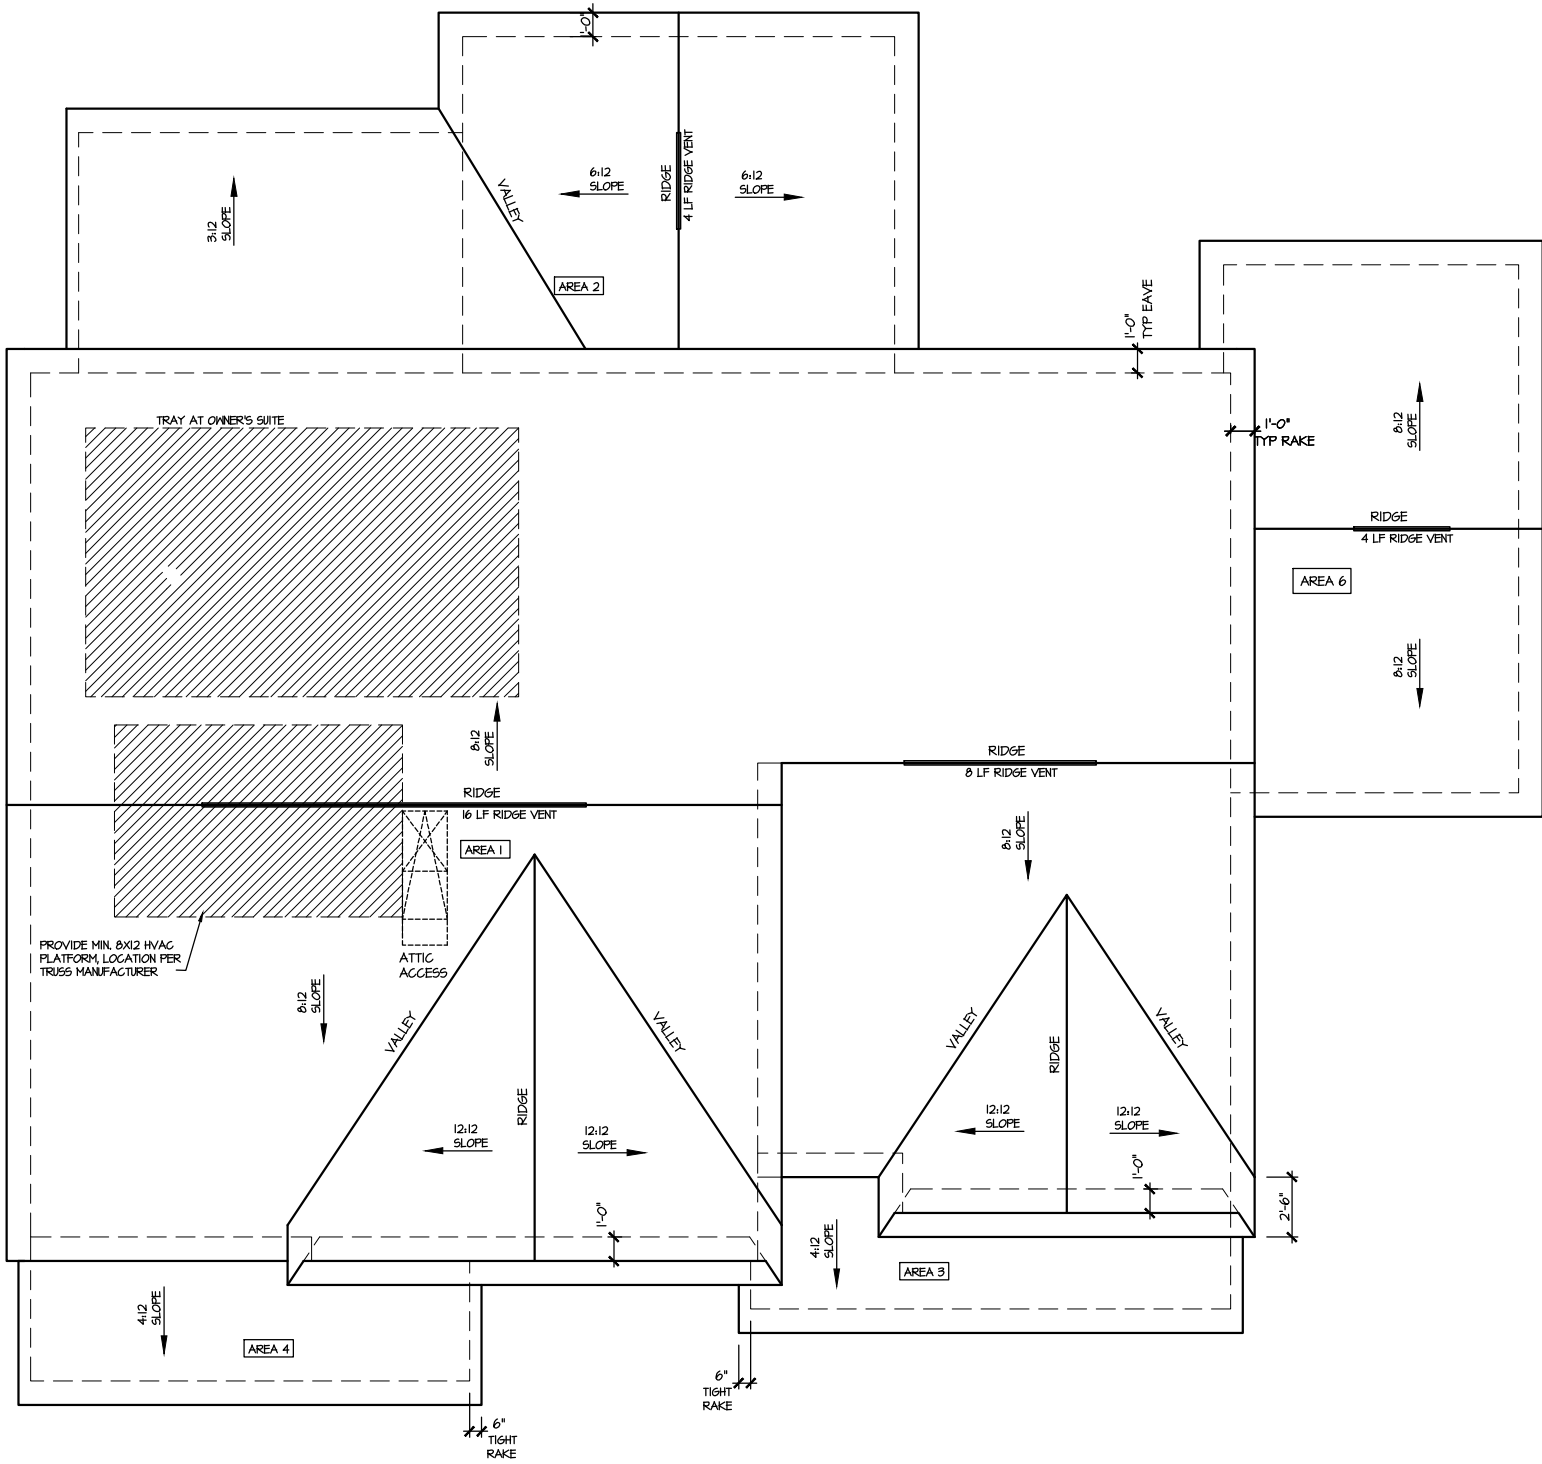 1'-0"
6:12
SLOPE
RIDGE
4 LF RIDGE VENT
6:12
SLOPE
VALLEY
3:12
SLOPE
AREA 2
1'-0"
TYP EAVE
TRAY AT OWNER'S SUITE
1'-0"
TYP RAKE
8:12
SLOPE
RIDGE
4 LF RIDGE VENT
AREA 6
8:12
SLOPE
8:12
SLOPE
RIDGE
16 LF RIDGE VENT
AREA 1
RIDGE
8 LF RIDGE VENT
8:12
SLOPE
PROVIDE MIN. 8X12 HVAC
PLATFORM, LOCATION PER
TRUSS MANUFACTURER
ATTIC
ACCESS
8:12
SLOPE
VALLEY
VALLEY
RIDGE
12:12
SLOPE
12:12
SLOPE
1'-0"
VALLEY
VALLEY
RIDGE
12:12
SLOPE
12:12
SLOPE
1'-0"
2'-6"
4:12
SLOPE
AREA 3
4:12
SLOPE
AREA 4
6"
TIGHT
RAKE
6"
TIGHT
RAKE